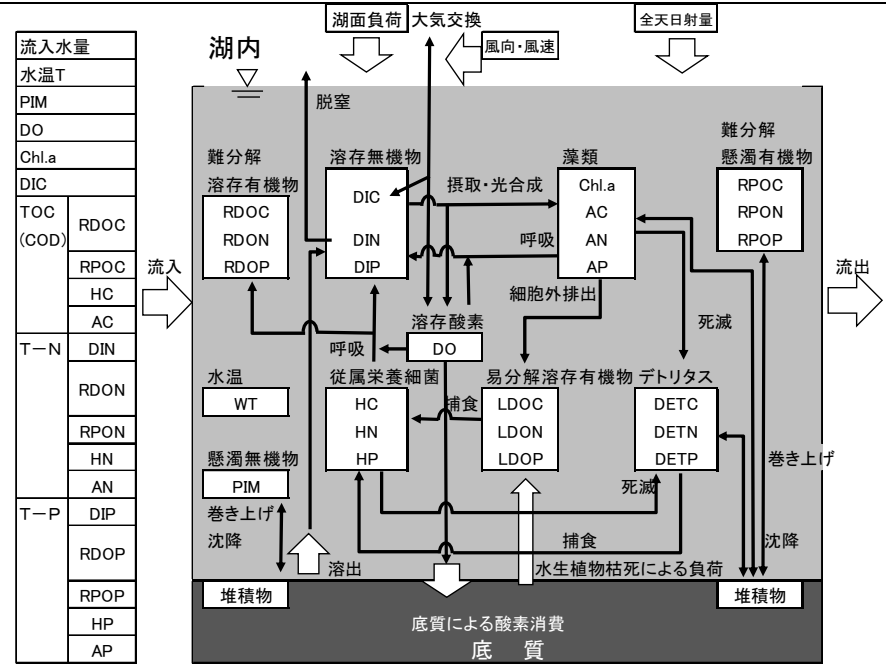 湖面負荷
大気交換
全天日射量
風向・風速
流入水量
水温T
PIM
DO
Chl.a
DIC
TOC
(COD)
RDOC
RPOC
HC
AC
T-N
DIN
RDON
RPON
HN
AN
T-P
DIP
RDOP
RPOP
HP
AP
湖内
脱窒
流入
流出
難分解
溶存有機物
RDOC
RDON
RDOP
溶存無機物
DIC
DIN
DIP
摂取・光合成
呼吸
藻類
Chl.a
AC
AN
AP
難分解
懸濁有機物
RPOC
RPON
RPOP
細胞外排出
死滅
溶存酸素
DO
呼吸
水温
WT
従属栄養細菌
HC
HN
HP
捕食
易分解溶存有機物
LDOC
LDON
LDOP
デトリタス
DETC
DETN
DETP
懸濁無機物
PIM
巻き上げ
沈降
溶出
死滅
捕食
水生植物枯死による負荷
巻き上げ
沈降
堆積物
堆積物
底質による酸素消費
底 質